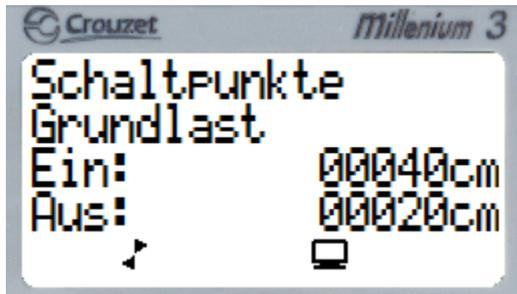 Crouzet Millenium 3
Schaltpunkte
Grundlast
Ein: 00040cm
Aus: 00020cm